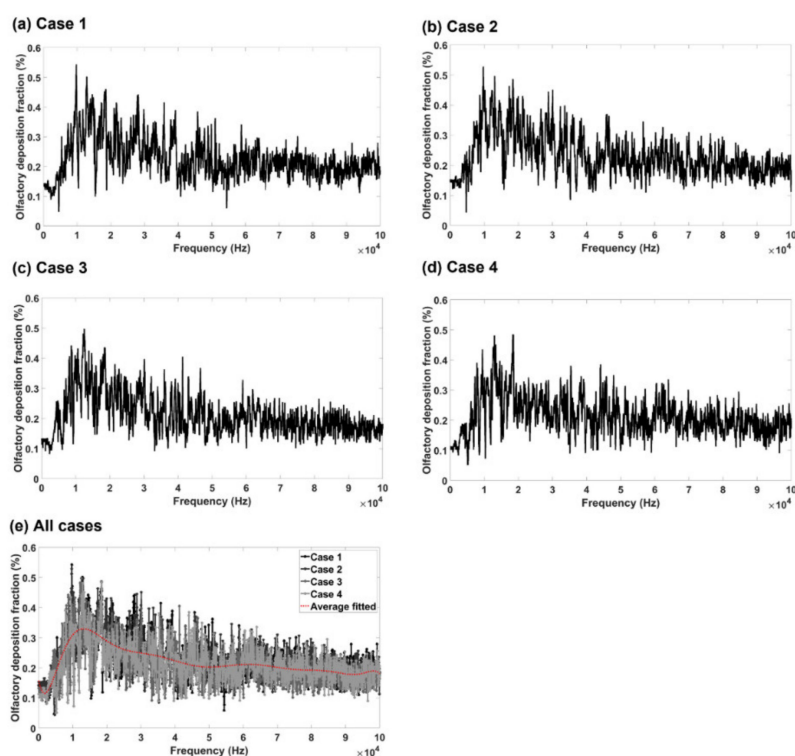 (a) Case 1
Olfactory deposition fraction (%)
0.6
0.5
0.4
0.3
0.2
0.1
0
0 1 2 3 4 5 6 7 8 9 10
Frequency (Hz)
×10⁴
(b) Case 2
Olfactory deposition fraction (%)
0.6
0.5
0.4
0.3
0.2
0.1
0
0 1 2 3 4 5 6 7 8 9 10
Frequency (Hz)
×10⁴
(c) Case 3
Olfactory deposition fraction (%)
0.6
0.5
0.4
0.3
0.2
0.1
0
0 1 2 3 4 5 6 7 8 9 10
Frequency (Hz)
×10⁴
(d) Case 4
Olfactory deposition fraction (%)
0.6
0.5
0.4
0.3
0.2
0.1
0
0 1 2 3 4 5 6 7 8 9 10
Frequency (Hz)
×10⁴
(e) All cases
Olfactory deposition fraction (%)
0.6
0.5
0.4
0.3
0.2
0.1
0
Case 1
Case 2
Case 3
Case 4
Average fitted
0 1 2 3 4 5 6 7 8 9 10
Frequency (Hz)
×10⁴